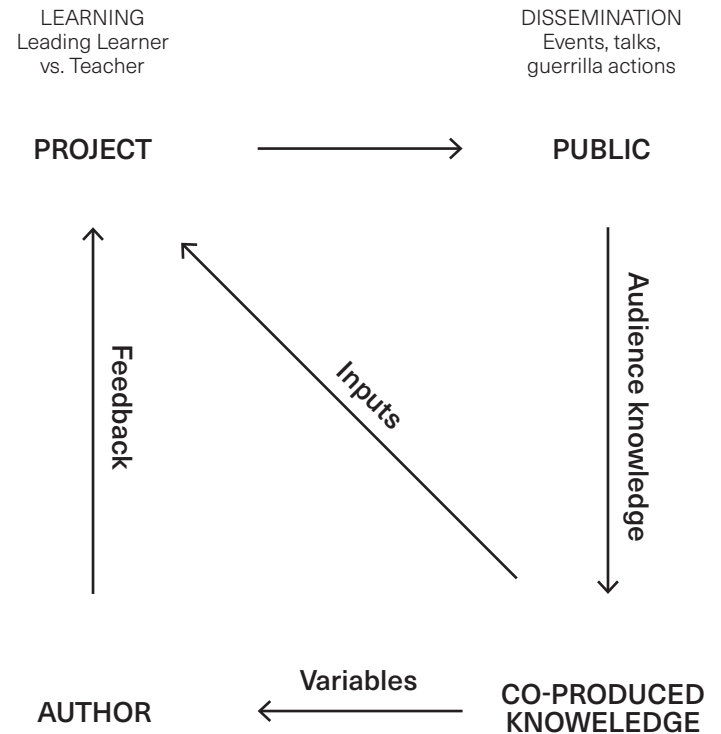 LEARNING
Leading Learner
vs. Teacher
DISSEMINATION
Events, talks,
guerrilla actions
PROJECT
PUBLIC
Feedback
Inputs
Audience knowledge
Variables
AUTHOR
CO-PRODUCED
KNOWELEDGE